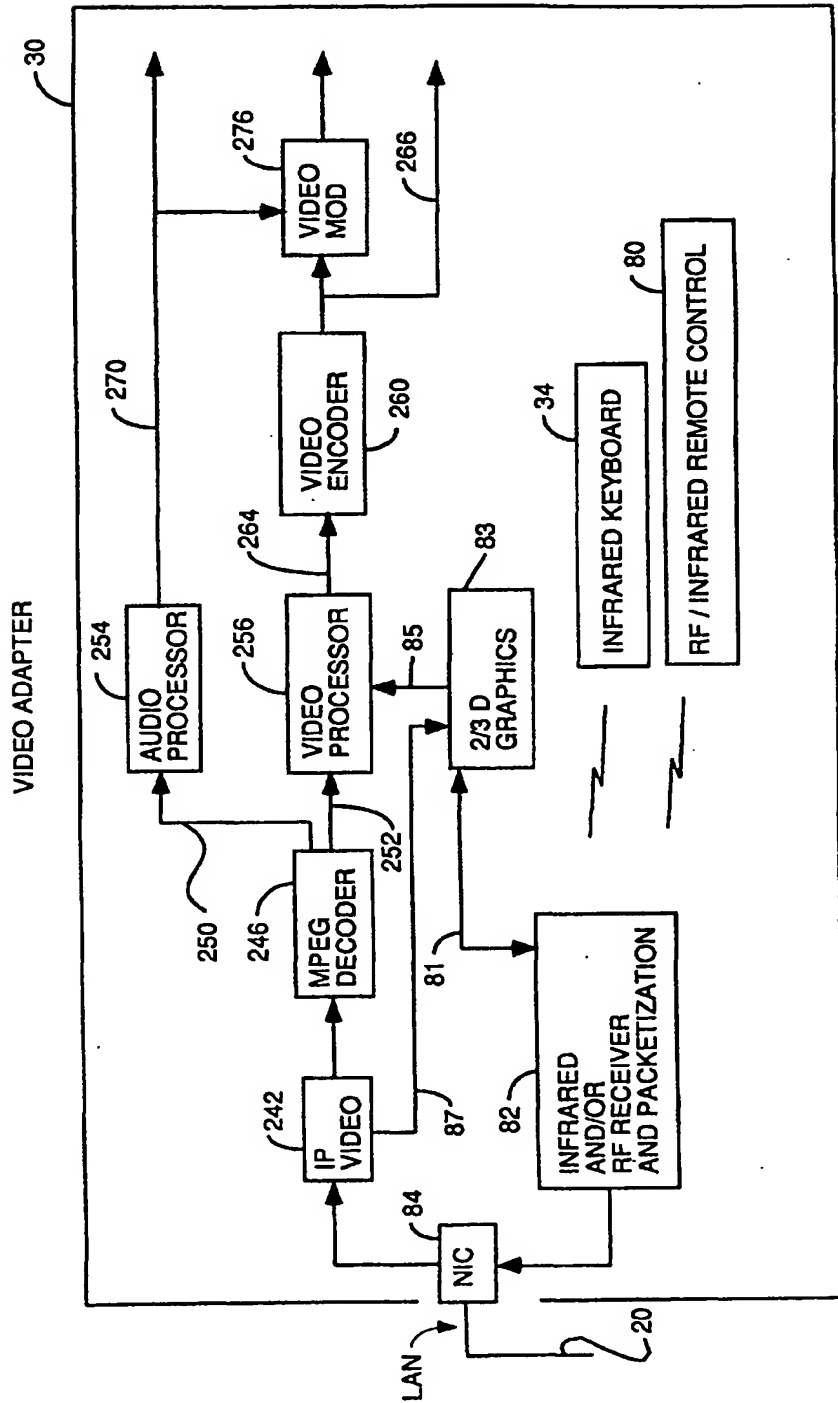 VIDEO ADAPTER
30
270
254
AUDIO
PROCESSOR
276
VIDEO
MOD
266
250
246
MPEG
DECODER
252
256
VIDEO
PROCESSOR
264
VIDEO
ENCODER
260
242
IP
VIDEO
87
81
85
83
2/3 D
GRAPHICS
84
NIC
LAN
20
82
INFRARED
AND/OR
RF RECEIVER
AND PACKETIZATION
34
INFRARED KEYBOARD
80
RF / INFRARED REMOTE CONTROL